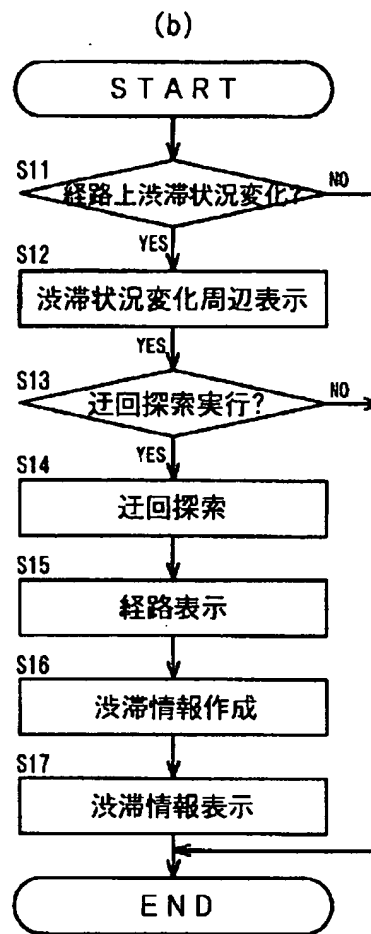 (b)
START
S11
経路上渋滞状況変化?
NO
YES
S12
渋滞状況変化周辺表示
YES
S13
迂回探索実行?
NO
YES
S14
迂回探索
S15
経路表示
S16
渋滞情報作成
S17
渋滞情報表示
END